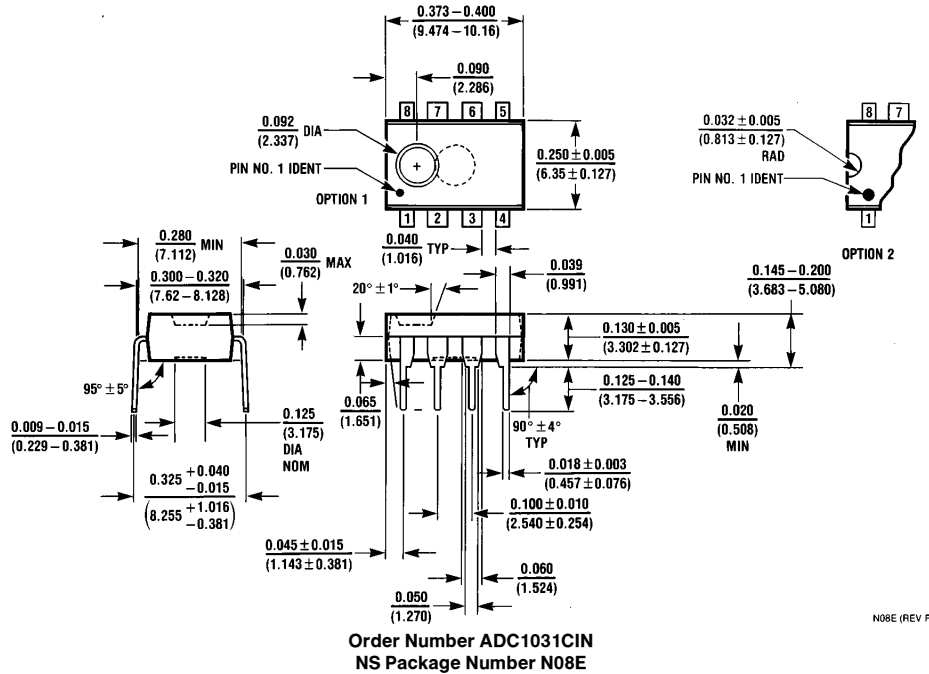 0.373–0.400
(9.474–10.16)
0.090
(2.286)
8 7 6 5
0.092 DIA
(2.337)
PIN NO. 1 IDENT
OPTION 1
1 2 3 4
0.250 ± 0.005
(6.35 ± 0.127)
0.032 ± 0.005
(0.813 ± 0.127)
RAD
PIN NO. 1 IDENT
8 7
1
OPTION 2
0.280 MIN
(7.112)
0.300–0.320
(7.62–8.128)
0.030 MAX
(0.762)
0.040 TYP
(1.016)
20° ± 1°
0.039
(0.991)
0.145–0.200
(3.683–5.080)
0.130 ± 0.005
(3.302 ± 0.127)
0.125–0.140
(3.175–3.556)
0.020
(0.508)
MIN
95° ± 5°
0.009–0.015
(0.229–0.381)
0.125
(3.175)
DIA
NOM
0.065
(1.651)
90° ± 4°
TYP
0.018 ± 0.003
(0.457 ± 0.076)
0.325 +0.040
−0.015
(8.255 +1.016
−0.381)
0.100 ± 0.010
(2.540 ± 0.254)
0.045 ± 0.015
(1.143 ± 0.381)
0.060
(1.524)
0.050
(1.270)
N08E (REV F
Order Number ADC1031CIN
NS Package Number N08E